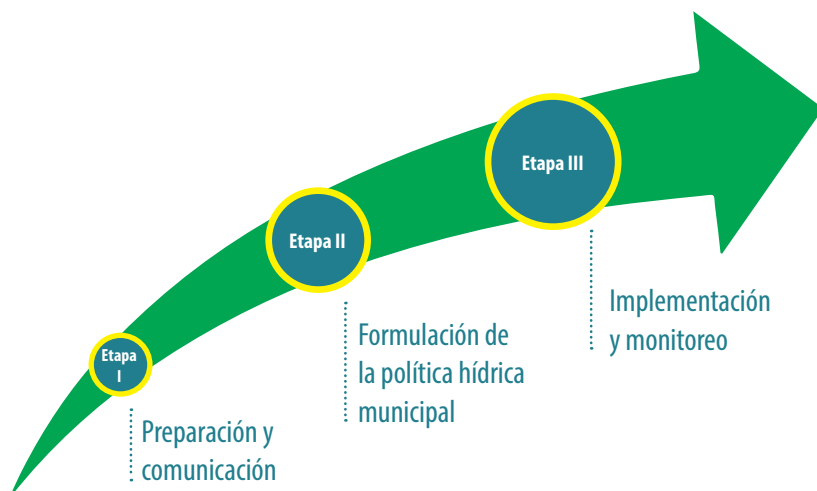 Etapa
I
Preparación y
comunicación
Etapa II
Formulación de
la política hídrica
municipal
Etapa III
Implementación
y monitoreo